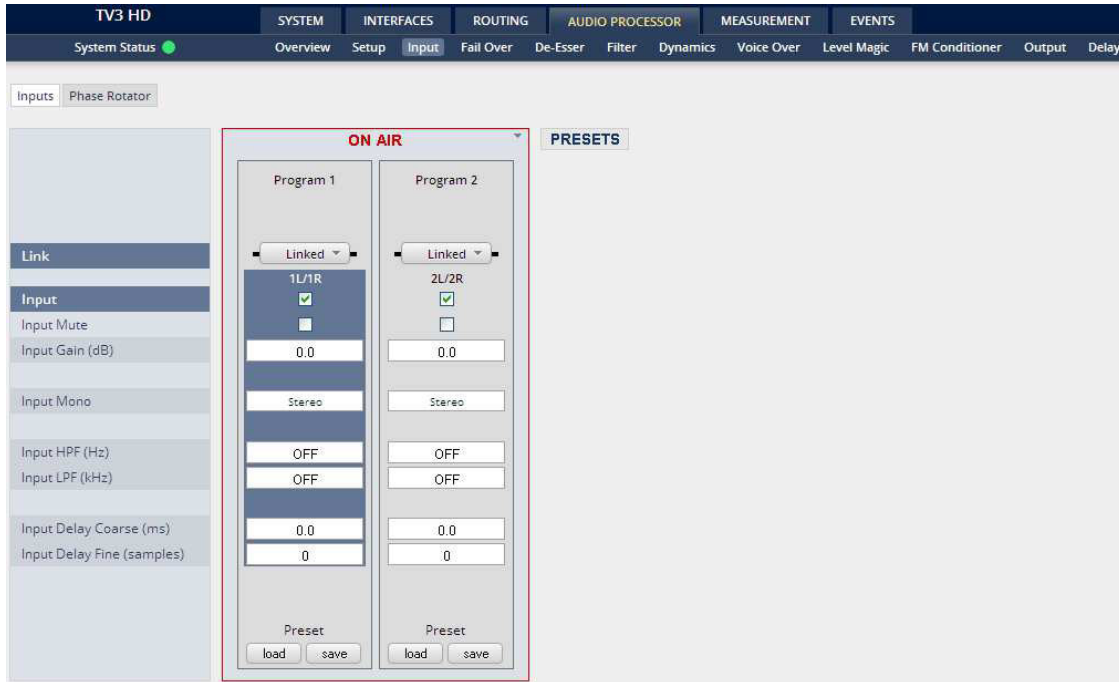 TV3 HD SYSTEM INTERFACES ROUTING AUDIO PROCESSOR MEASUREMENT EVENTS
System Status Overview Setup Input Fail Over De-Esser Filter Dynamics Voice Over Level Magic FM Conditioner Output Delay
Inputs Phase Rotator
ON AIR PRESETS
Program 1 Program 2
Link Linked Linked
1L/1R 2L/2R
Input
Input Mute
Input Gain (dB) 0.0 0.0
Input Mono Stereo Stereo
Input HPF (Hz) OFF OFF
Input LPF (kHz) OFF OFF
Input Delay Coarse (ms) 0.0 0.0
Input Delay Fine (samples) 0 0
Preset Preset
load save load save